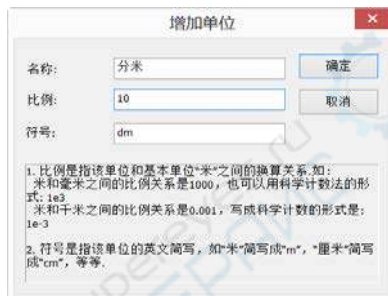 增加单位
名称: 分米 确定
比例: 10 取消
符号: dm
1. 比例是指该单位和基本单位“米”之间的换算关系.如:
米和毫米之间的比例关系是1000，也可以用科学计数法的形
式: 1e3
米和千米之间的比例关系是0.001，写成科学计数的形式是:
1e-3
2. 符号是指该单位的英文简写，如“米”简写成“m”，“厘米”简写
成“cm”，等等.